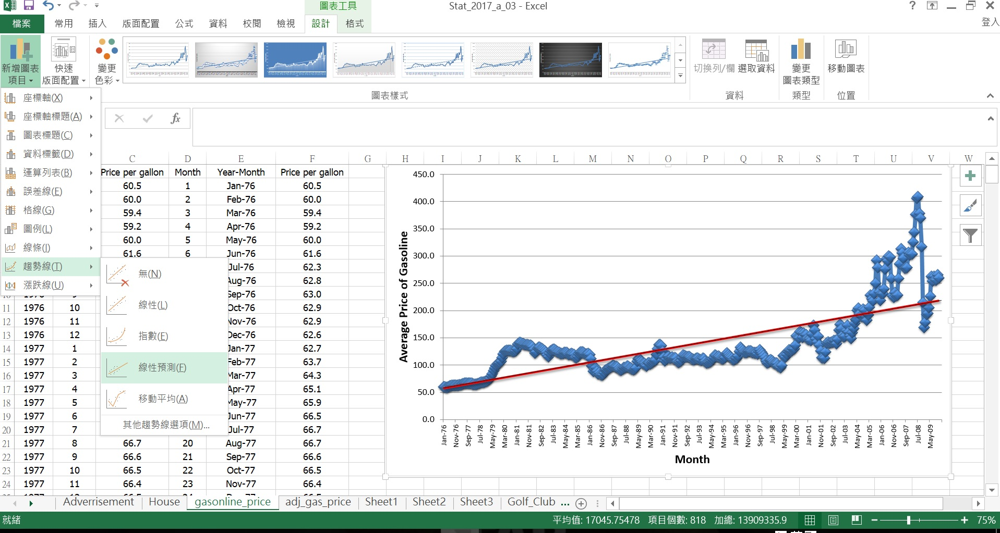 圖表工具
Stat_2017_a_03 - Excel
?
檔案 常用 插入 版面配置 公式 資料 校閱 檢視 設計 格式
登入
新增圖表項目
快速版面配置
變更色彩
切換列/欄 選取資料
變更圖表類型
移動圖表
圖表樣式
資料
類型
位置
座標軸(X)
座標軸標題(A)
圖表標題(C)
資料標籤(D)
運算列表(B)
誤差線(E)
格線(G)
圖例(L)
線條(I)
趨勢線(T)
漲跌線(U)
無(N)
線性(L)
指數(E)
線性預測(F)
移動平均(A)
其他趨勢線選項(M)...
fx
C D E F G H I J K L M N O P Q R S T U V W
Price per gallon Month Year-Month Price per gallon
60.5 1 Jan-76 60.5
60.0 2 Feb-76 60.0
59.4 3 Mar-76 59.4
59.2 4 Apr-76 59.2
60.0 5 May-76 60.0
61.6 6 Jun-76 61.6
Jul-76 62.3
Aug-76 62.8
Sep-76 63.0
11 1976 10 Oct-76 62.9
12 1976 11 Nov-76 62.9
13 1976 12 Dec-76 62.6
14 1977 1 Jan-77 62.7
15 1977 2 Feb-77 63.7
16 1977 3 Mar-77 64.3
17 1977 4 Apr-77 65.1
18 1977 5 May-77 65.9
19 1977 6 Jun-77 66.5
20 1977 7 Jul-77 66.7
21 1977 8 66.7 20 Aug-77 66.7
22 1977 9 66.6 21 Sep-77 66.6
23 1977 10 66.5 22 Oct-77 66.5
24 1977 11 66.4 23 Nov-77 66.4
Average Price of Gasoline
450.0
400.0
350.0
300.0
250.0
200.0
150.0
100.0
50.0
0.0
Jan-76 Nov-76 Sep-77 Jul-78 May-79 Mar-80 Jan-81 Nov-81 Sep-82 Jul-83 May-84 Mar-85 Jan-86 Nov-86 Sep-87 Jul-88 May-89 Mar-90 Jan-91 Nov-91 Sep-92 Jul-93 May-94 Mar-95 Jan-96 Nov-96 Sep-97 Jul-98 May-99 Mar-00 Jan-01 Nov-01 Sep-02 Jul-03 May-04 Mar-05 Jan-06 Nov-06 Sep-07 Jul-08 May-09
Month
Adverrisement House gasonline_price adj_gas_price Sheet1 Sheet2 Sheet3 Golf_Club ...
就緒
平均值: 17045.75478 項目個數: 818 加總: 13909335.9
75%